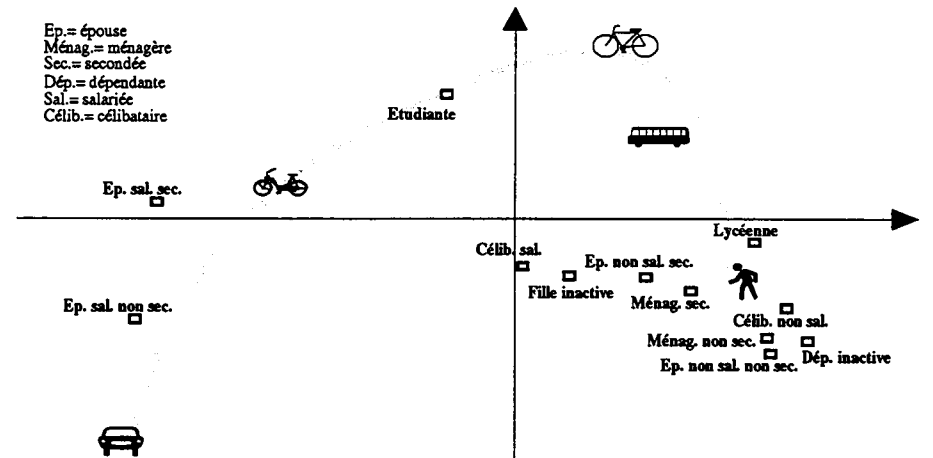 Ep.= épouse
Ménag.= ménagère
Sec.= secondée
Dép.= dépendante
Sal.= salariée
Célib.= célibataire
Etudiante
Ep. sal. sec.
Lycéenne
Célib. sal.
Ep. non sal. sec.
Fille inactive
Ménag. sec.
Ep. sal. non sec.
Célib. non sal.
Ménag. non sec.
Dép. inactive
Ep. non sal. non sec.